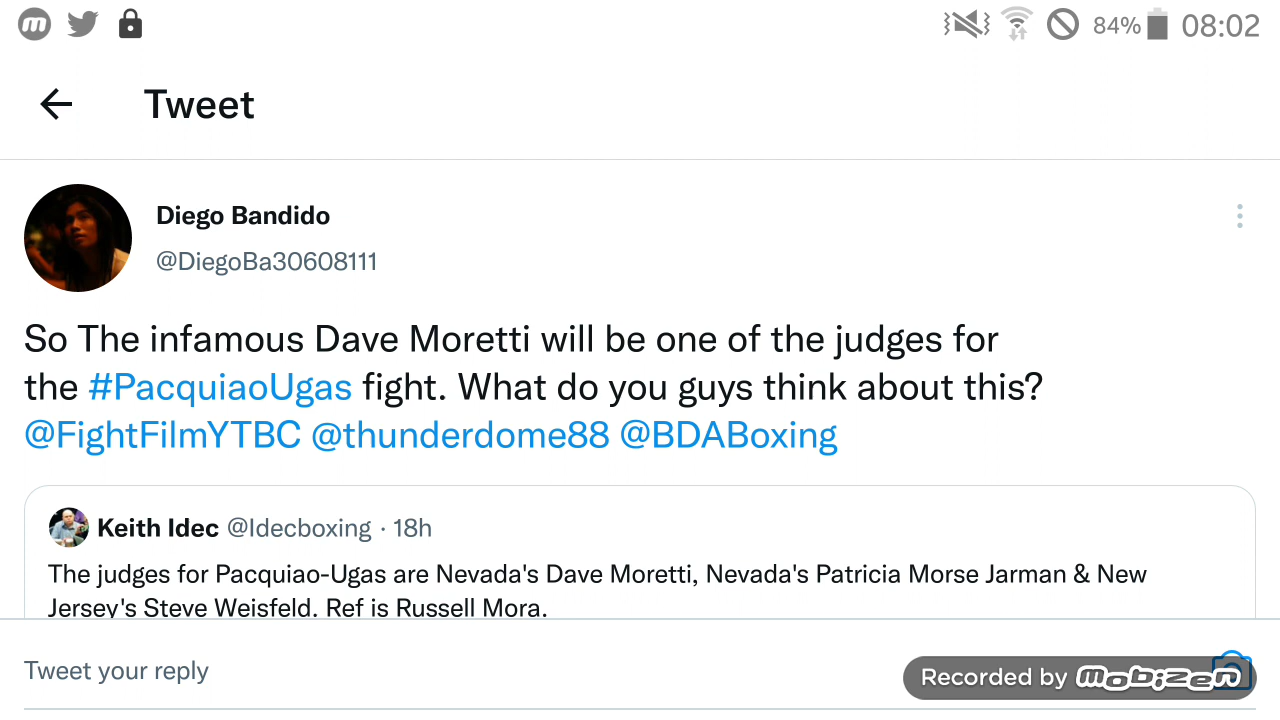 84% 08:02
Tweet
Diego Bandido
@DiegoBa30608111
So The infamous Dave Moretti will be one of the judges for
the #PacquiaoUgas fight. What do you guys think about this?
@FightFilmYTBC @thunderdome88 @BDABoxing
Keith Idec @Idecboxing · 18h
The judges for Pacquiao-Ugas are Nevada's Dave Moretti, Nevada's Patricia Morse Jarman & New
Jersey's Steve Weisfeld. Ref is Russell Mora.
Tweet your reply
Recorded by mobizen